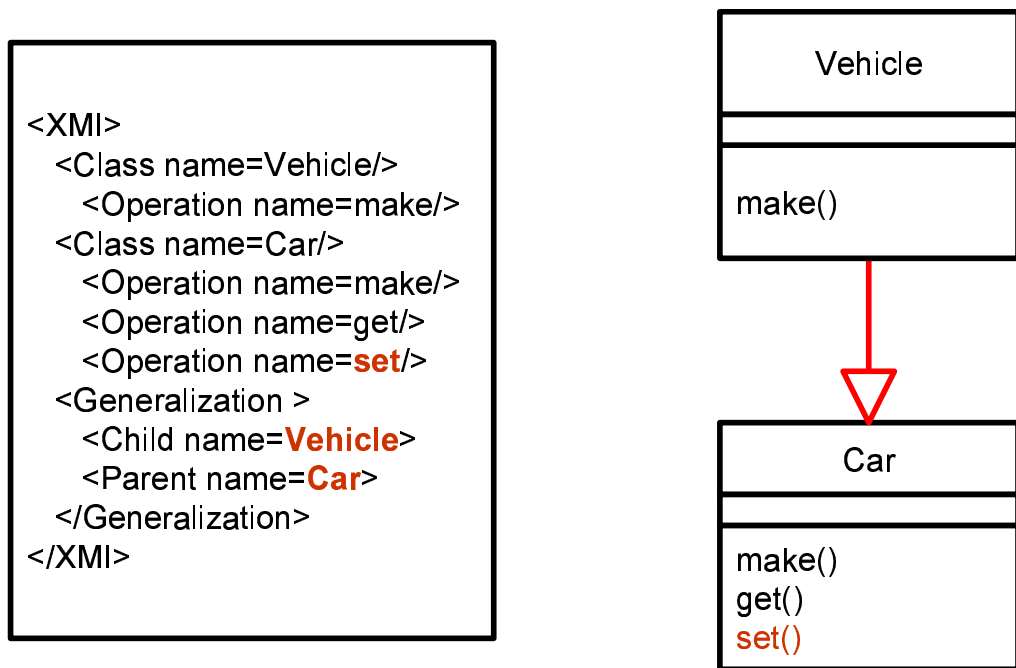 <XMI>
<Class name=Vehicle/>
<Operation name=make/>
<Class name=Car/>
<Operation name=make/>
<Operation name=get/>
<Operation name=set/>
<Generalization >
<Child name=Vehicle>
<Parent name=Car>
</Generalization>
</XMI>
Vehicle
make()
Car
make()
get()
set()